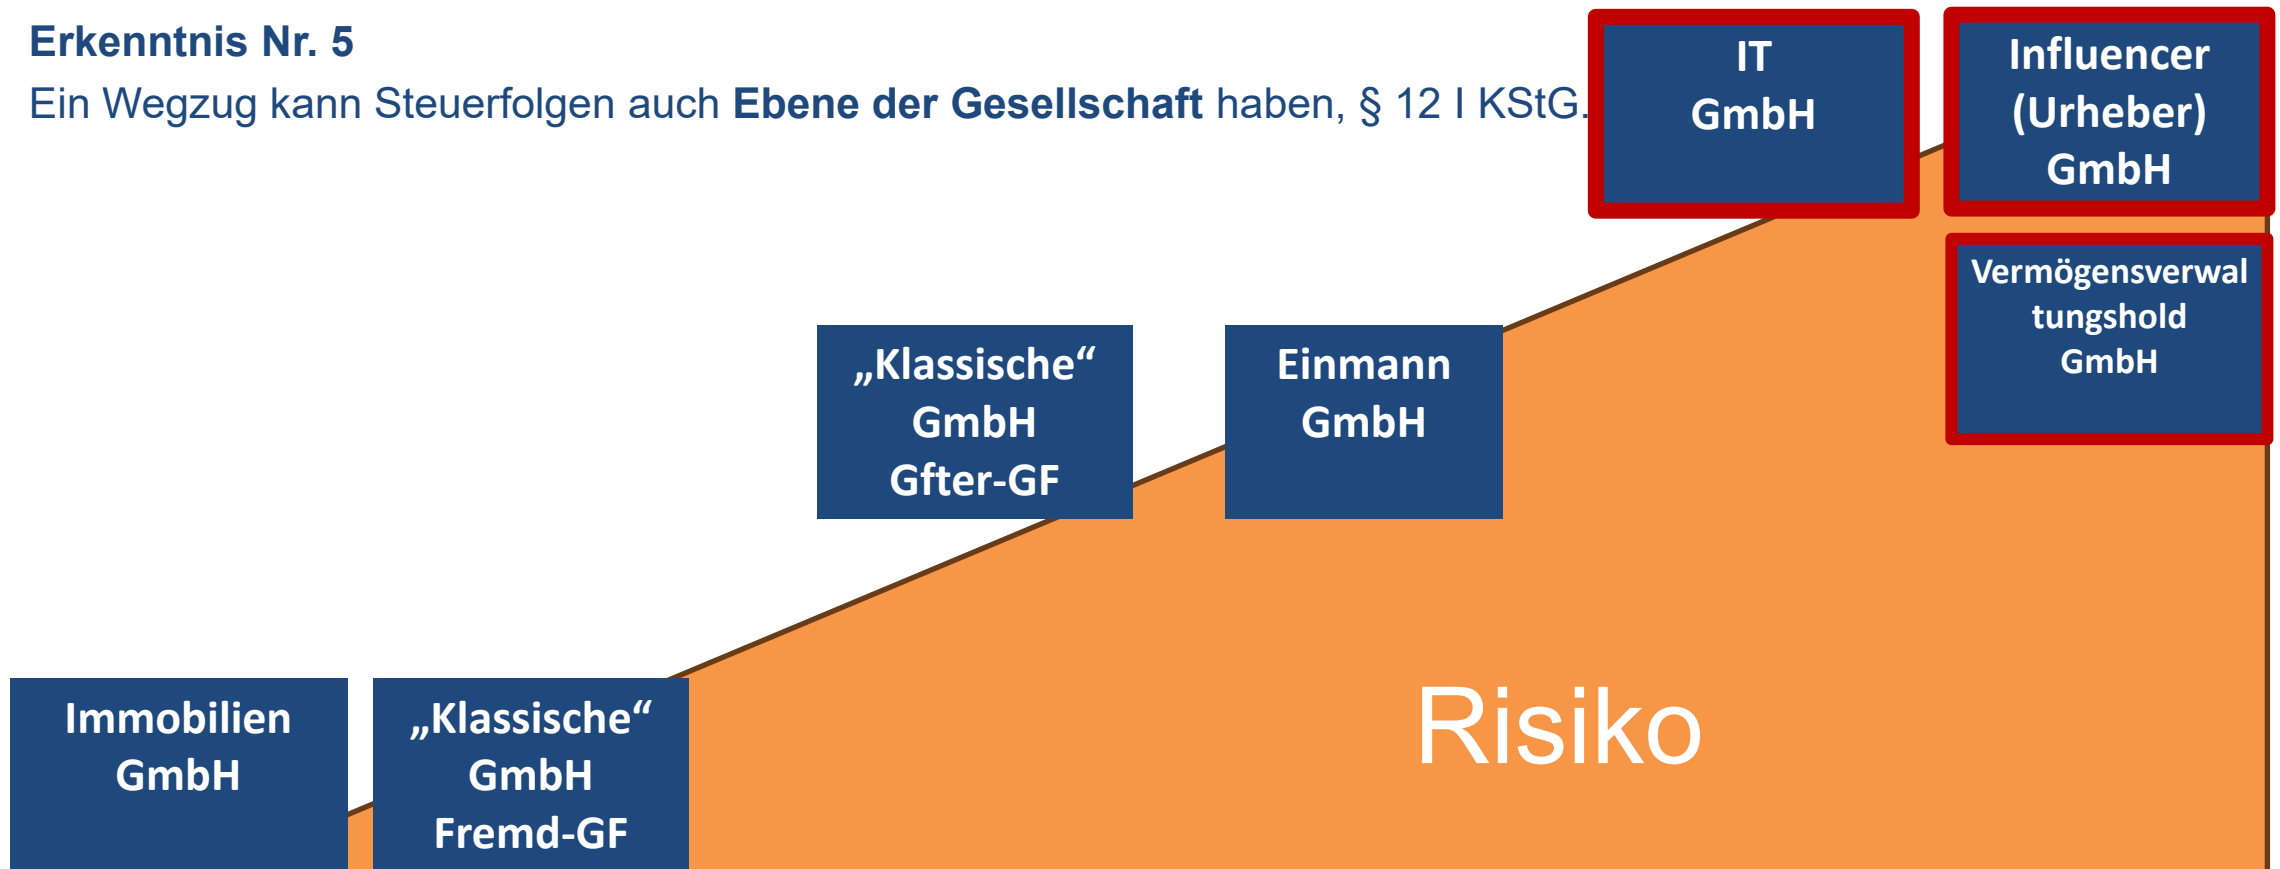 Erkenntnis Nr. 5
Ein Wegzug kann Steuerfolgen auch Ebene der Gesellschaft haben, § 12 I KStG.
IT
GmbH
Influencer
(Urheber)
GmbH
Vermögensverwal
tungshold
GmbH
„Klassische“
GmbH
Gfter-GF
Einmann
GmbH
Immobilien
GmbH
„Klassische“
GmbH
Fremd-GF
Risiko